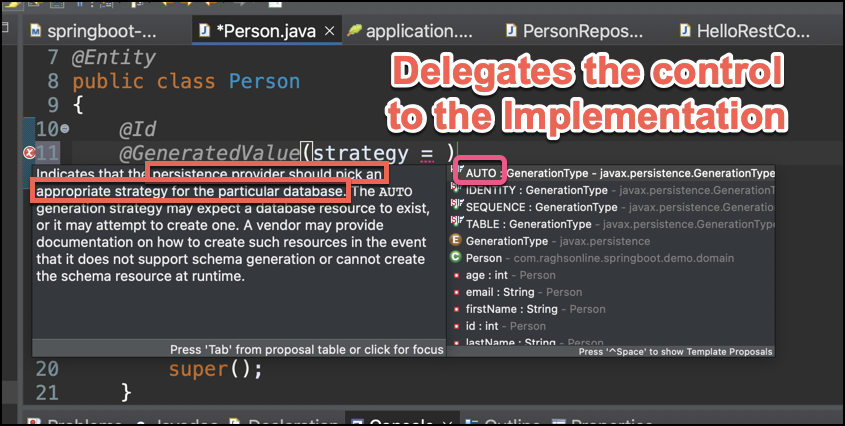 springboot-...
*Person.java
application....
PersonRepos...
HelloRestCo...
Delegates the control
to the Implementation
7 @Entity
8 public class Person
9 {
10 @Id
11 @GeneratedValue(strategy = )
Indicates that the persistence provider should pick an
appropriate strategy for the particular database. The AUTO
generation strategy may expect a database resource to exist,
or it may attempt to create one. A vendor may provide
documentation on how to create such resources in the event
that it does not support schema generation or cannot create
the schema resource at runtime.
Press 'Tab' from proposal table or click for focus
AUTO : GenerationType - javax.persistence.GenerationType
IDENTITY : GenerationType - javax.persistence.GenerationType
SEQUENCE : GenerationType - javax.persistence.Generation
TABLE : GenerationType - javax.persistence.GenerationType
GenerationType - javax.persistence
Person - com.raghsonline.springboot.demo.domain
age : int - Person
email : String - Person
firstName : String - Person
id : int - Person
lastName : String - Person
Press '^Space' to show Template Proposals
20 super();
21 }
Problems
Javadoc
Declaration
Console
Outline
Properties